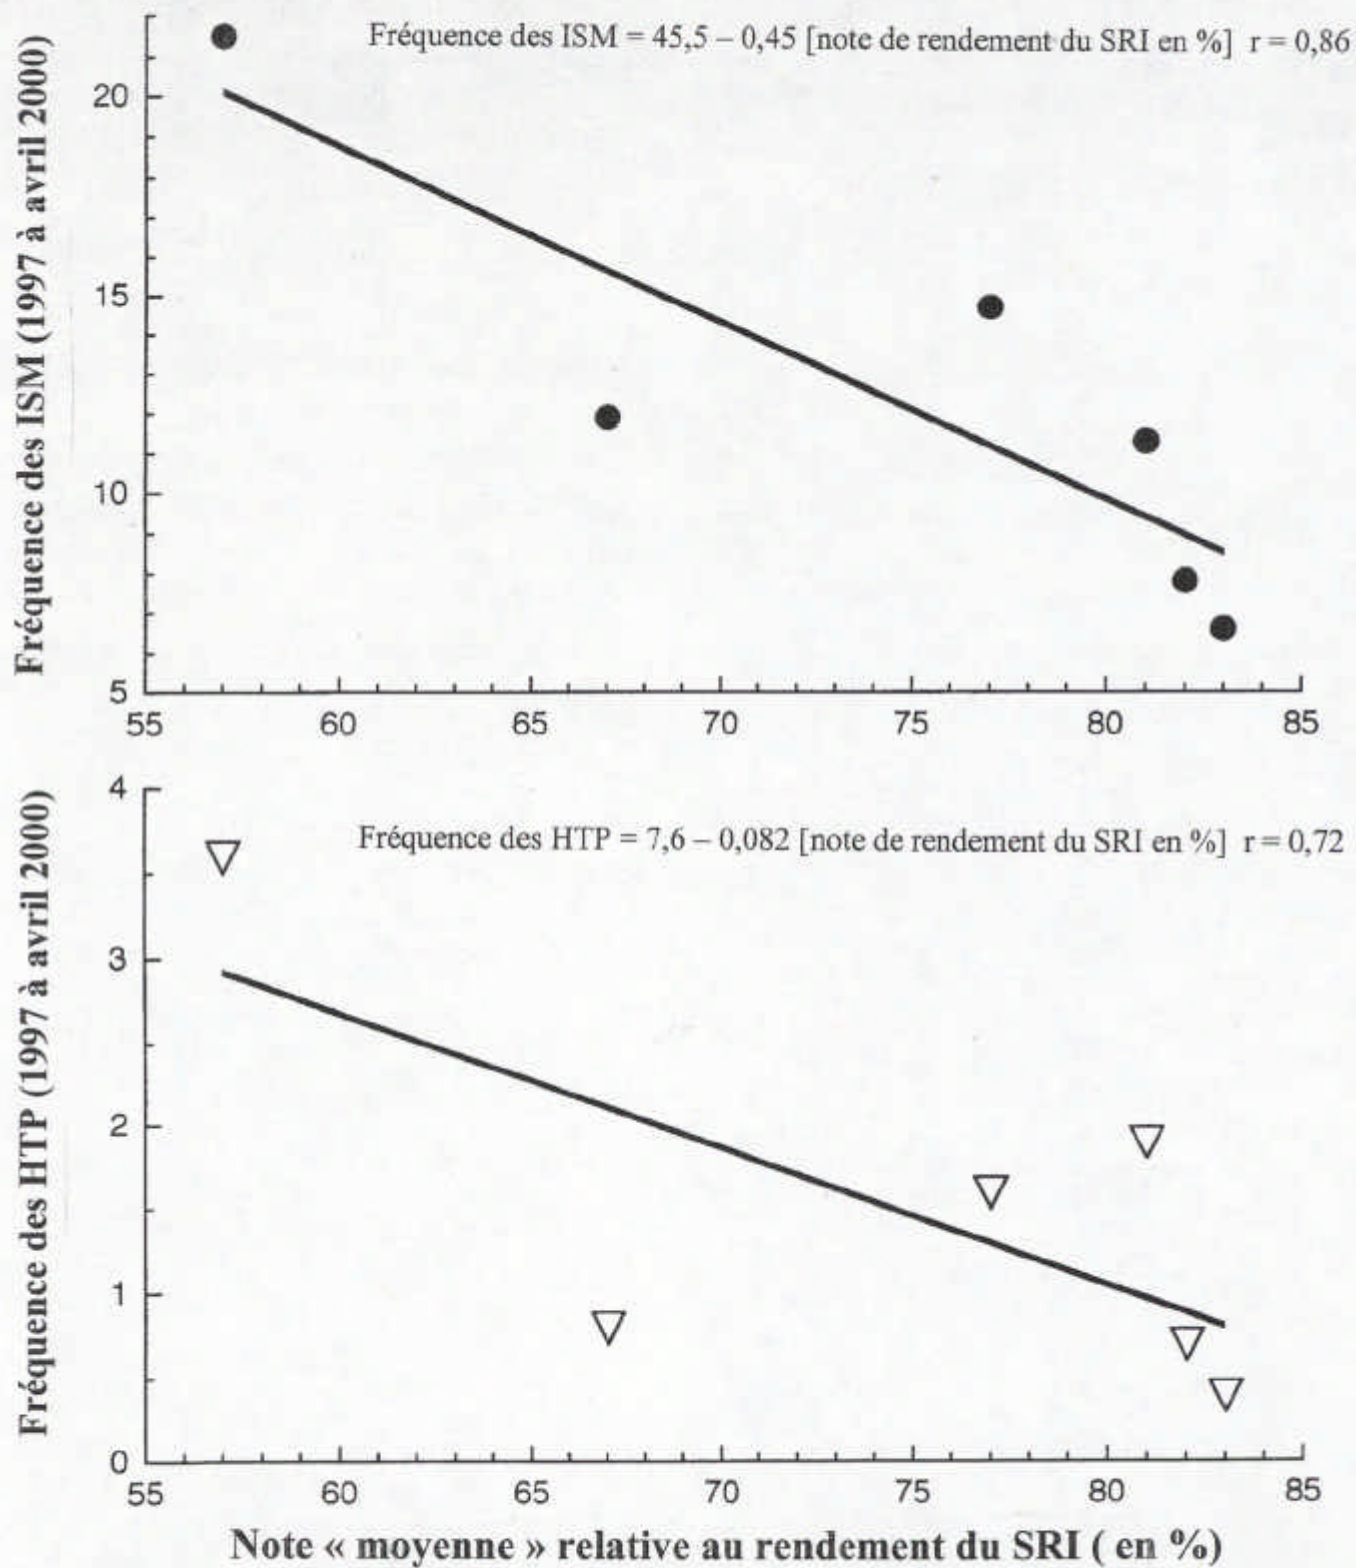 Fréquence des ISM = 45,5 – 0,45 [note de rendement du SRI en %]  r = 0,86
Fréquence des ISM (1997 à avril 2000)
20
15
10
5
55 60 65 70 75 80 85
Fréquence des HTP = 7,6 – 0,082 [note de rendement du SRI en %]  r = 0,72
Fréquence des HTP (1997 à avril 2000)
4
3
2
1
0
55 60 65 70 75 80 85
Note « moyenne » relative au rendement du SRI ( en %)